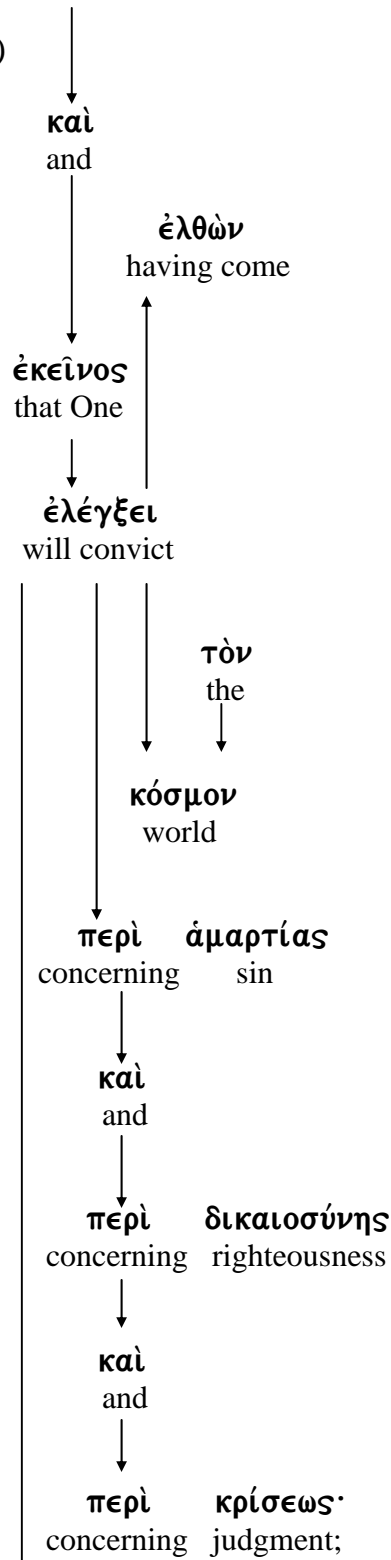 )
καὶ
and
ἐλθὼν
having come
ἐκεῖνος
that One
ἐλέγξει
will convict
τὸν
the
κόσμον
world
περὶ ἁμαρτίας
concerning sin
καὶ
and
περὶ δικαιοσύνης
concerning righteousness
καὶ
and
περὶ κρίσεως·
concerning judgment;